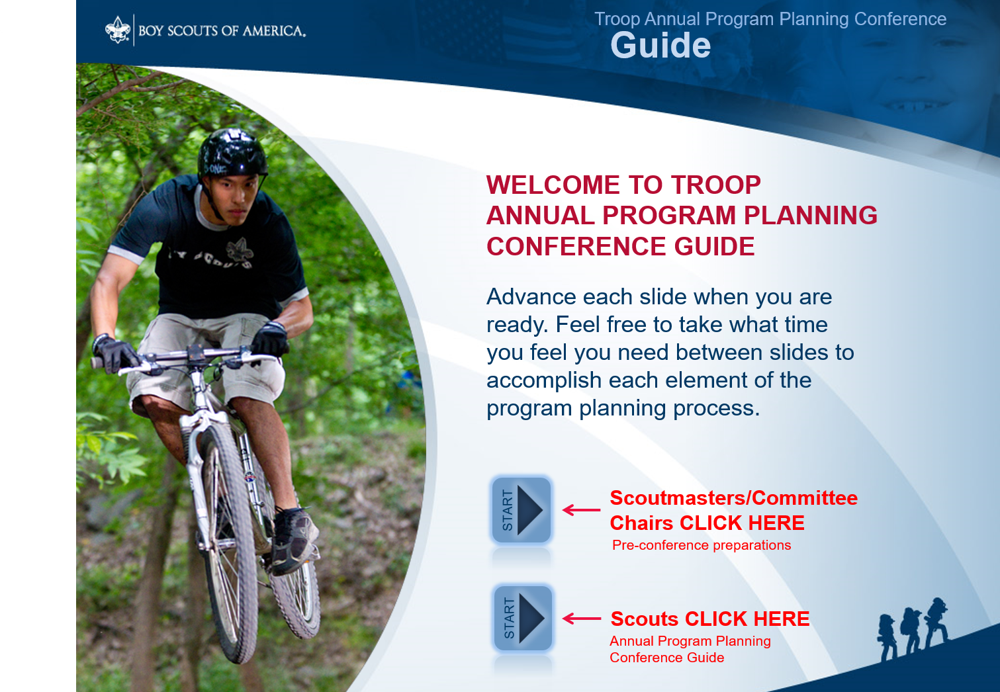 BOY SCOUTS OF AMERICA.
Troop Annual Program Planning Conference
Guide
WELCOME TO TROOP
ANNUAL PROGRAM PLANNING
CONFERENCE GUIDE
Advance each slide when you are
ready. Feel free to take what time
you feel you need between slides to
accomplish each element of the
program planning process.
START
Scoutmasters/Committee
Chairs CLICK HERE
Pre-conference preparations
START
Scouts CLICK HERE
Annual Program Planning
Conference Guide